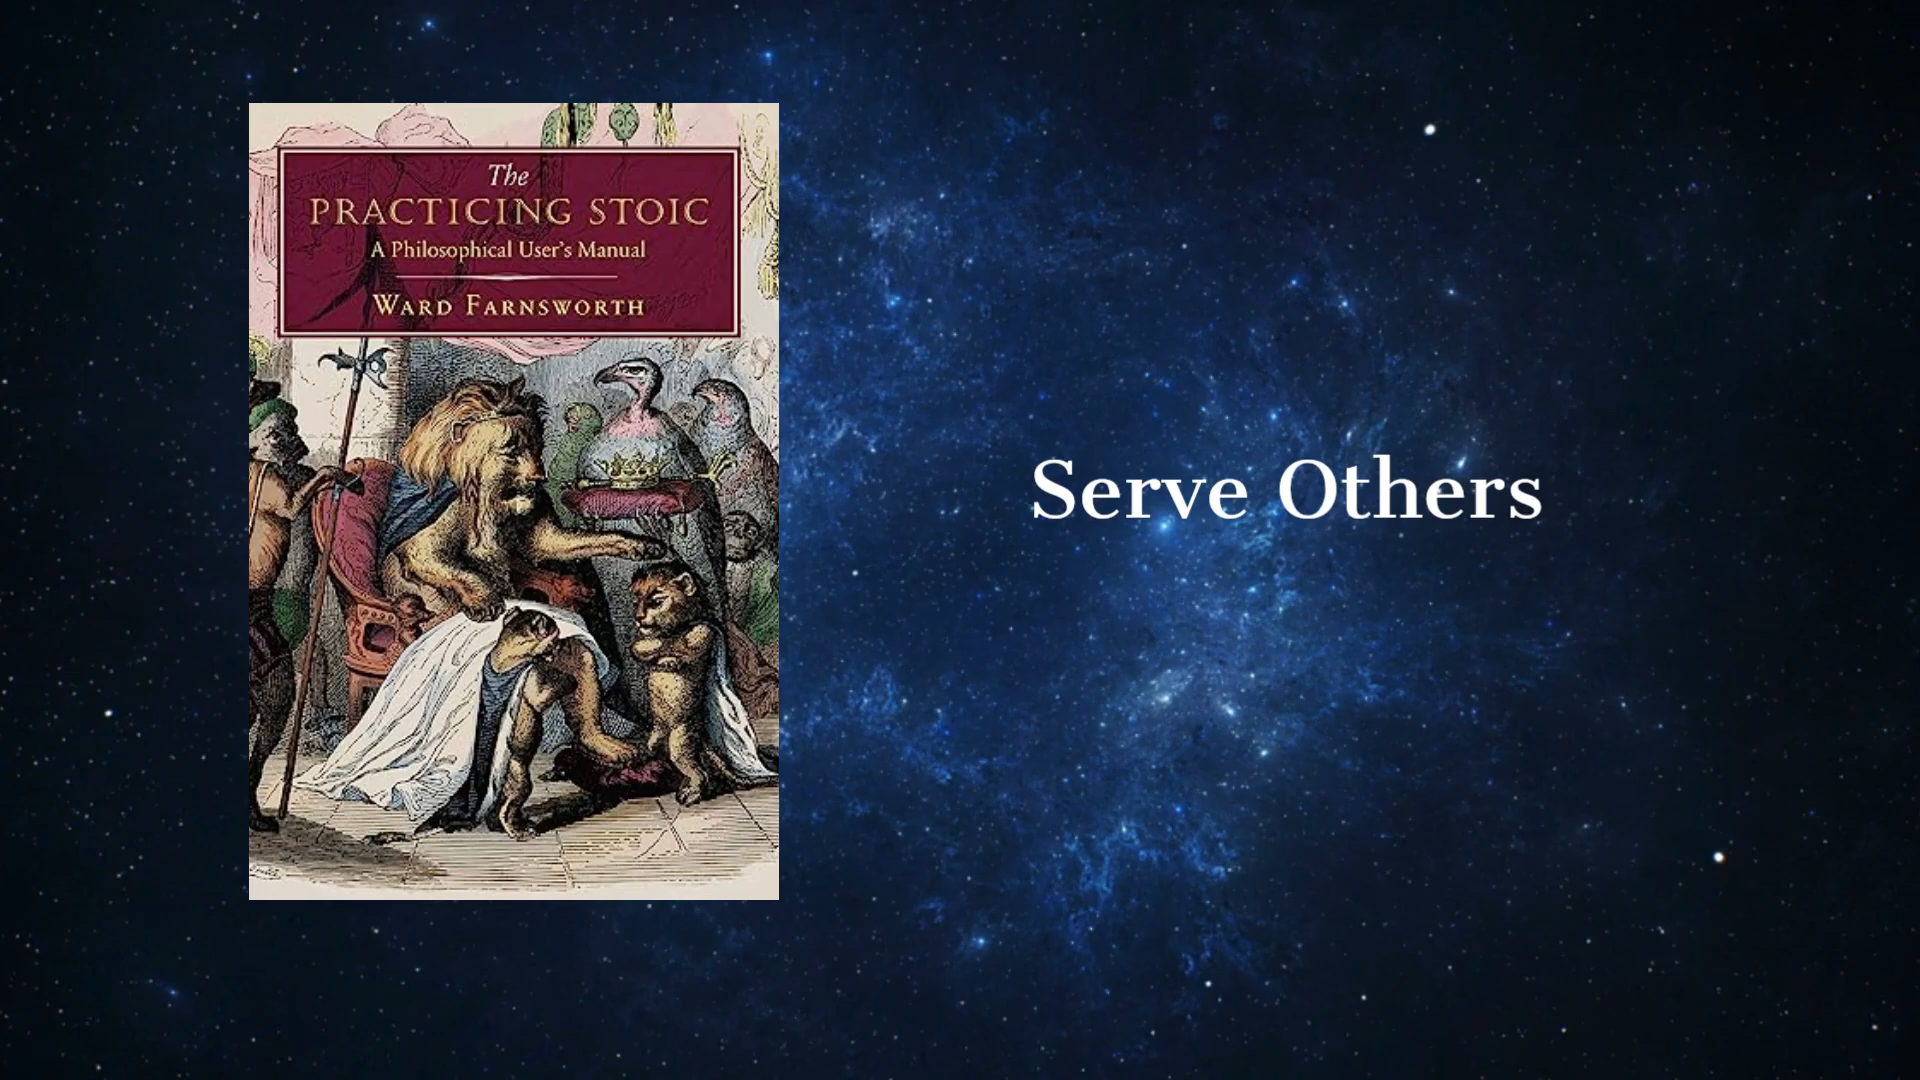 The
PRACTICING STOIC
A Philosophical User's Manual
WARD FARNSWORTH
Serve Others